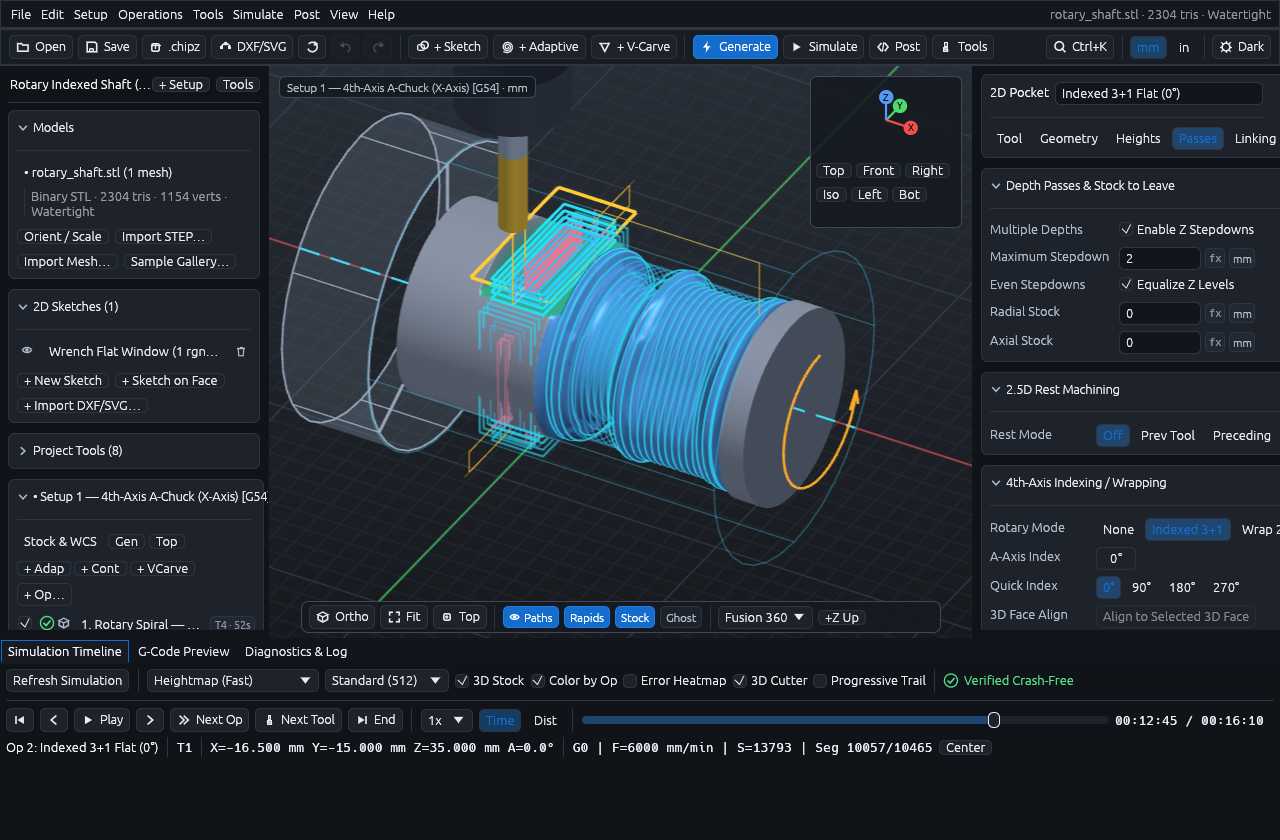 File Edit Setup Operations Tools Simulate Post View Help
rotary_shaft.stl · 2304 tris · Watertight
Open Save .chipz DXF/SVG + Sketch + Adaptive + V-Carve Generate Simulate Post Tools Ctrl+K mm in Dark
Rotary Indexed Shaft (... + Setup Tools
Models
• rotary_shaft.stl (1 mesh)
Binary STL · 2304 tris · 1154 verts ·
Watertight
Orient / Scale Import STEP...
Import Mesh... Sample Gallery...
2D Sketches (1)
Wrench Flat Window (1 rgn...
+ New Sketch + Sketch on Face
+ Import DXF/SVG...
Project Tools (8)
• Setup 1 — 4th-Axis A-Chuck (X-Axis) [G54
Stock & WCS Gen Top
+ Adap + Cont + VCarve
+ Op...
1. Rotary Spiral — ... T4 · 52s
Setup 1 — 4th-Axis A-Chuck (X-Axis) [G54] · mm
Z
Y
X
Top Front Right
Iso Left Bot
Ortho Fit Top Paths Rapids Stock Ghost Fusion 360 +Z Up
2D Pocket Indexed 3+1 Flat (0°)
Tool Geometry Heights Passes Linking
Depth Passes & Stock to Leave
Multiple Depths Enable Z Stepdowns
Maximum Stepdown 2 fx mm
Even Stepdowns Equalize Z Levels
Radial Stock 0 fx mm
Axial Stock 0 fx mm
2.5D Rest Machining
Rest Mode Off Prev Tool Preceding
4th-Axis Indexing / Wrapping
Rotary Mode None Indexed 3+1 Wrap 2
A-Axis Index 0°
Quick Index 0° 90° 180° 270°
3D Face Align Align to Selected 3D Face
Simulation Timeline G-Code Preview Diagnostics & Log
Refresh Simulation Heightmap (Fast) Standard (512) 3D Stock Color by Op Error Heatmap 3D Cutter Progressive Trail Verified Crash-Free
Play Next Op Next Tool End 1x Time Dist 00:12:45 / 00:16:10
Op 2: Indexed 3+1 Flat (0°) T1 X=-16.500 mm Y=-15.000 mm Z=35.000 mm A=0.0° G0 | F=6000 mm/min | S=13793 | Seg 10057/10465 Center